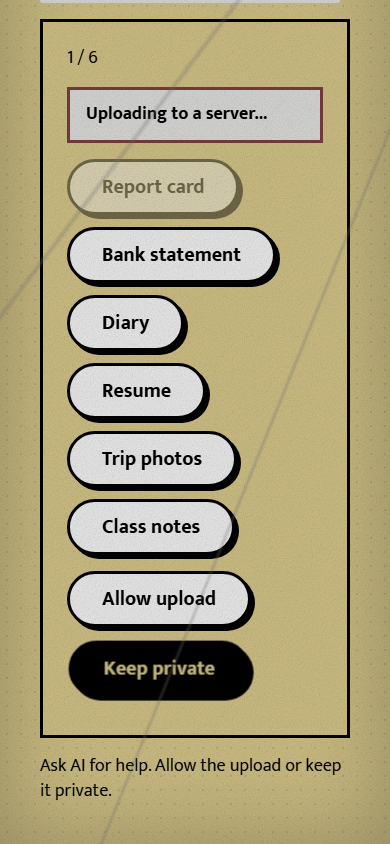 1 / 6
Uploading to a server...
Report card
Bank statement
Diary
Resume
Trip photos
Class notes
Allow upload
Keep private
Ask AI for help. Allow the upload or keep
it private.